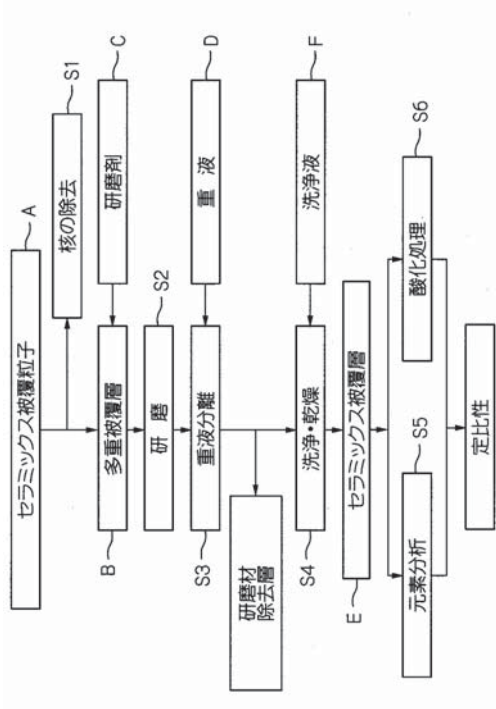 セラミックス被覆粒子
A
核の除去
S1
多重被覆層
B
研磨剤
C
研 磨
S2
重液分離
S3
重 液
D
研磨材
除去層
洗浄・乾燥
S4
洗浄液
F
セラミックス被覆層
E
元素分析
S5
酸化処理
S6
定比性